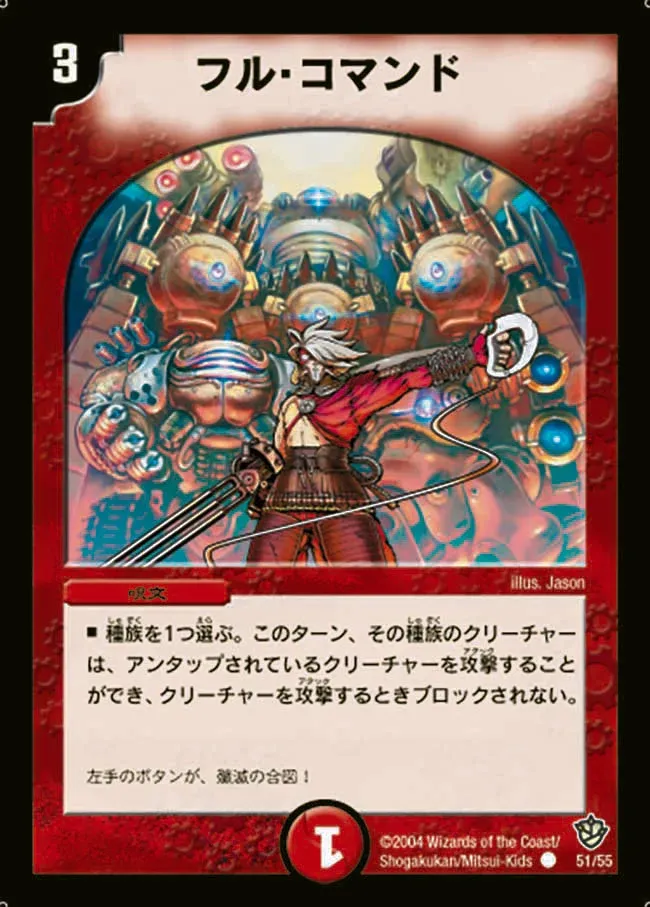 3
フル・コマンド
illus. Jason
呪文
■ 種族を1つ選ぶ。このターン、その種族のクリーチャー
は、アンタップされているクリーチャーを攻撃すること
ができ、クリーチャーを攻撃するときブロックされない。
左手のボタンが、殲滅の合図！
1
©2004 Wizards of the Coast/
Shogakukan/Mitsui-Kids
51/55